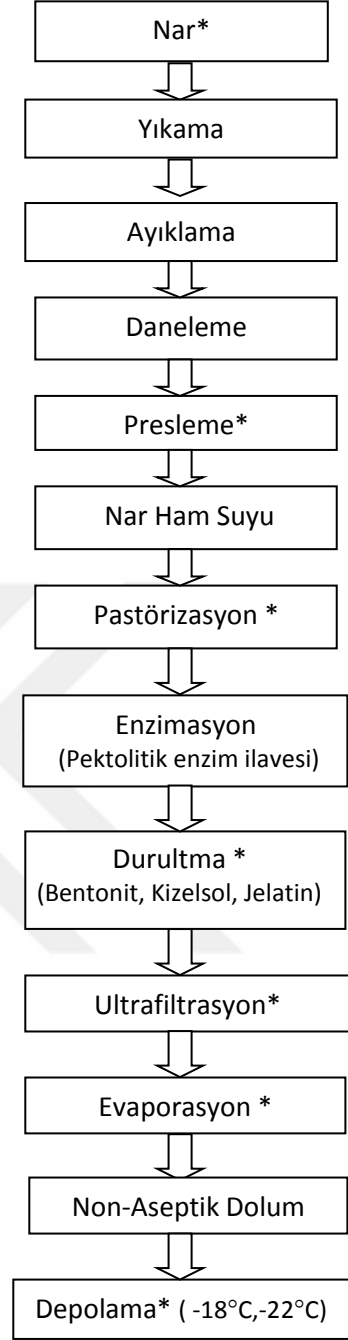 Nar*
Yıkama
Ayıklama
Daneleme
Presleme*
Nar Ham Suyu
Pastörizasyon *
Enzimasyon
(Pektolitik enzim ilavesi)
Durultma *
(Bentonit, Kizelsol, Jelatin)
Ultrafiltrasyon*
Evaporasyon *
Non-Aseptik Dolum
Depolama* ( -18°C,-22°C)